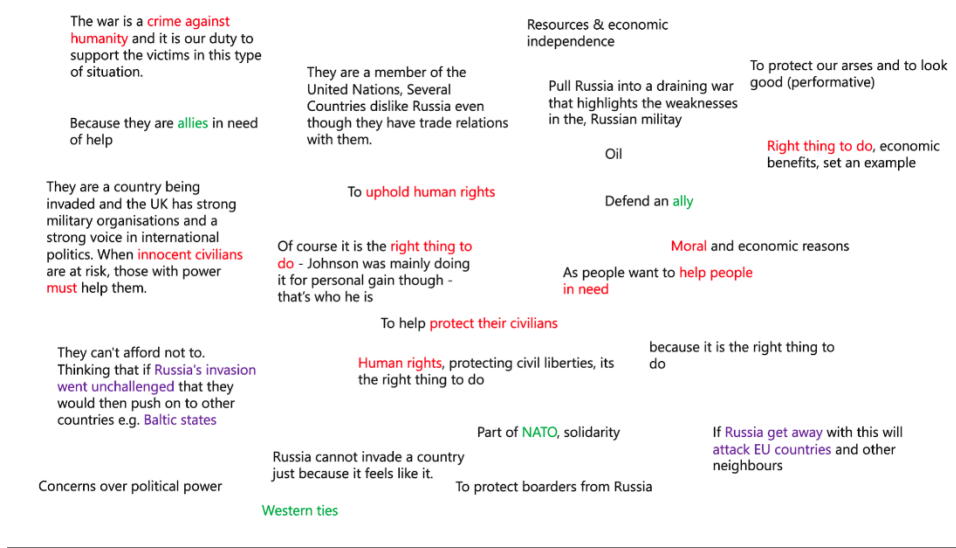 The war is a crime against
humanity and it is our duty to
support the victims in this type
of situation.
Resources & economic
independence
They are a member of the
United Nations, Several
Countries dislike Russia even
though they have trade relations
with them.
Pull Russia into a draining war
that highlights the weaknesses
in the, Russian militay
To protect our arses and to look
good (performative)
Because they are allies in need
of help
Oil
Right thing to do, economic
benefits, set an example
They are a country being
invaded and the UK has strong
military organisations and a
strong voice in international
politics. When innocent civilians
are at risk, those with power
must help them.
To uphold human rights
Defend an ally
Of course it is the right thing to
do - Johnson was mainly doing
it for personal gain though -
that's who he is
Moral and economic reasons
As people want to help people
in need
To help protect their civilians
They can't afford not to.
Thinking that if Russia's invasion
went unchallenged that they
would then push on to other
countries e.g. Baltic states
Human rights, protecting civil liberties, its
the right thing to do
because it is the right thing to
do
Part of NATO, solidarity
If Russia get away with this will
attack EU countries and other
neighbours
Russia cannot invade a country
just because it feels like it.
Concerns over political power
To protect boarders from Russia
Western ties